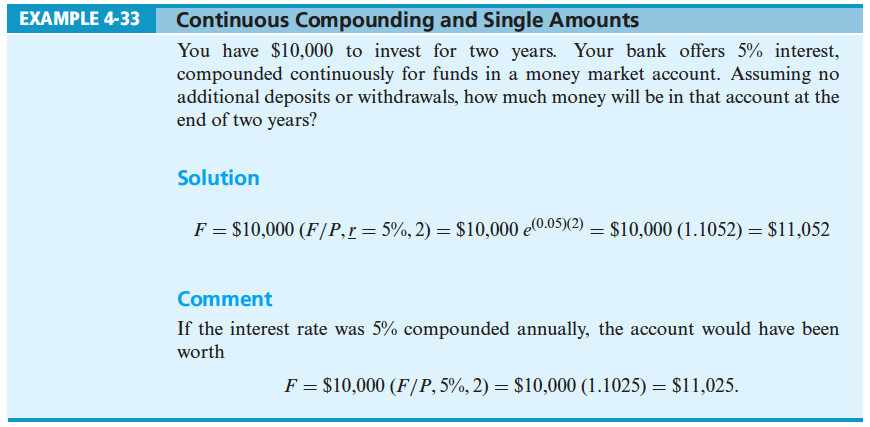 EXAMPLE 4-33 Continuous Compounding and Single Amounts
You have $10,000 to invest for two years. Your bank offers 5% interest,
compounded continuously for funds in a money market account. Assuming no
additional deposits or withdrawals, how much money will be in that account at the
end of two years?
Solution
F = $10,000 (F/P, r = 5%, 2) = $10,000 e^(0.05)(2) = $10,000 (1.1052) = $11,052
Comment
If the interest rate was 5% compounded annually, the account would have been
worth
F = $10,000 (F/P, 5%, 2) = $10,000 (1.1025) = $11,025.